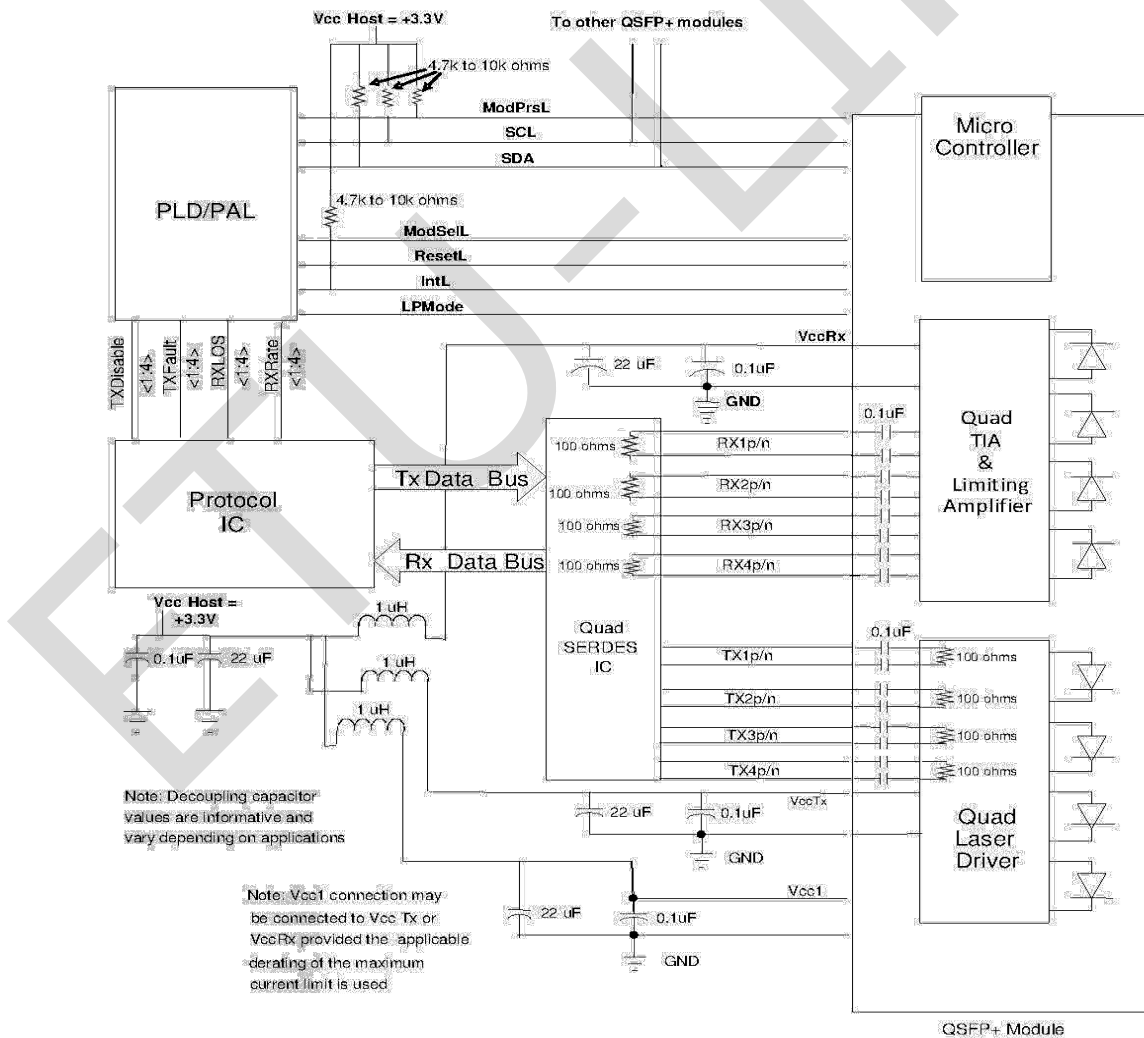 Vcc Host = +3.3V
To other QSFP+ modules
4.7k to 10k ohms
ModPrsL
SCL
SDA
Micro
Controller
PLD/PAL
4.7k to 10k ohms
ModSelL
ResetL
IntL
LPMode
TXDisable
<1:4>
TXFault
<1:4>
RXLOS
<1:4>
RXRate
<1:4>
VccRx
22 uF
0.1uF
GND
0.1uF
Quad
TIA
&
Limiting
Amplifier
100 ohms
RX1p/n
100 ohms
RX2p/n
100 ohms
RX3p/n
100 ohms
RX4p/n
Protocol
IC
Tx Data Bus
Rx Data Bus
Vcc Host =
+3.3V
0.1uF
22 uF
1 uH
1 uH
1 uH
Quad
SERDES
IC
0.1uF
TX1p/n
100 ohms
TX2p/n
100 ohms
TX3p/n
100 ohms
TX4p/n
100 ohms
VccTx
22 uF
0.1uF
GND
Quad
Laser
Driver
Note: Decoupling capacitor
values are informative and
vary depending on applications
Vcc1
22 uF
0.1uF
GND
Note: Vcc1 connection may
be connected to Vcc Tx or
VccRx provided the applicable
derating of the maximum
current limit is used
QSFP+ Module
ETU-LI